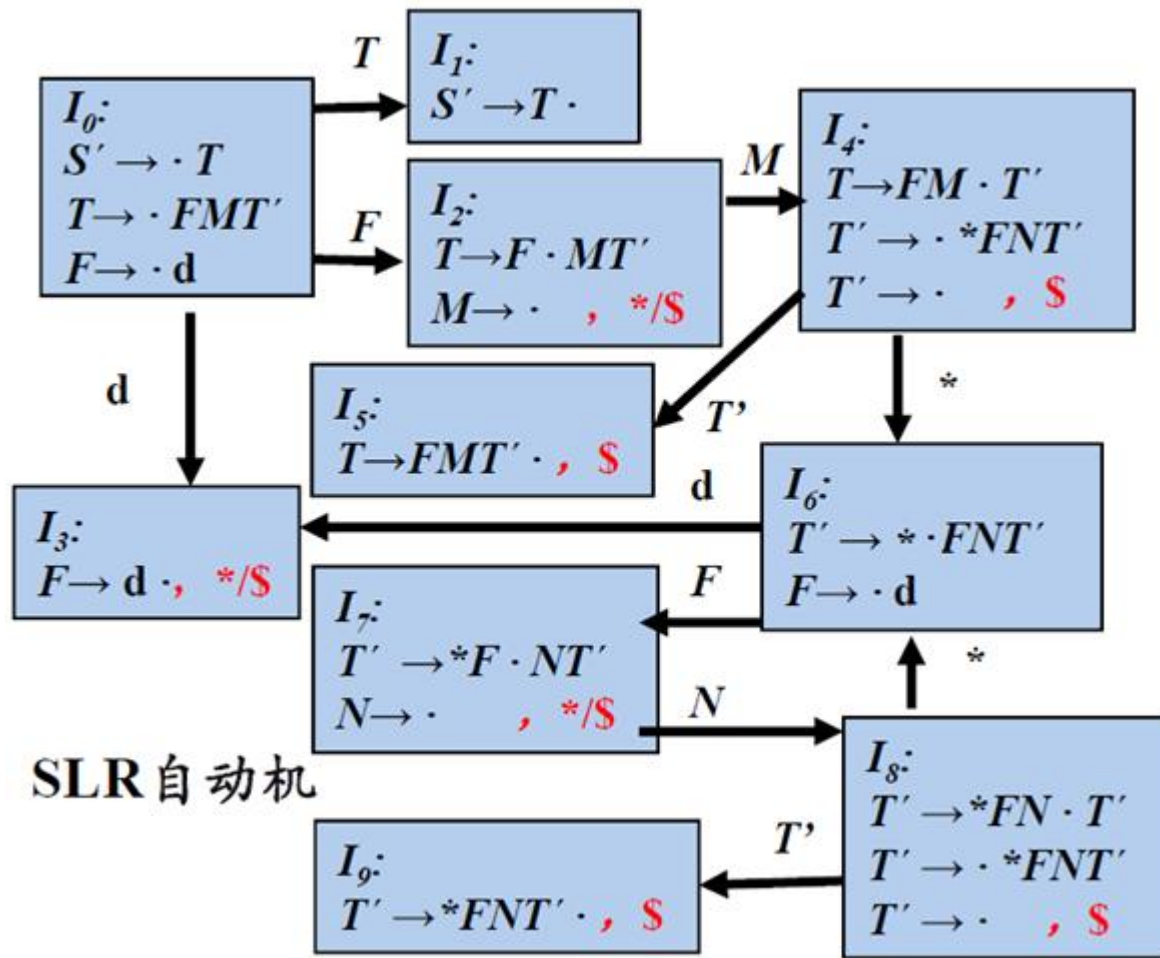 I₀:
S′ → · T
T→ · FMT′
F→ · d
T
I₁:
S′ →T ·
F
I₂:
T→F · MT′
M→ · , */$
M
I₄:
T→FM · T′
T′ → · *FNT′
T′ → · , $
d
T’
*
I₅:
T→FMT′ · , $
I₃:
F→ d ·, */$
d
I₆:
T′ → * ·FNT′
F→ · d
F
I₇:
T′ →*F · NT′
N→ · , */$
N
*
I₈:
T′ →*FN · T′
T′ → · *FNT′
T′ → · , $
SLR自动机
T’
I₉:
T′ →*FNT′ · , $